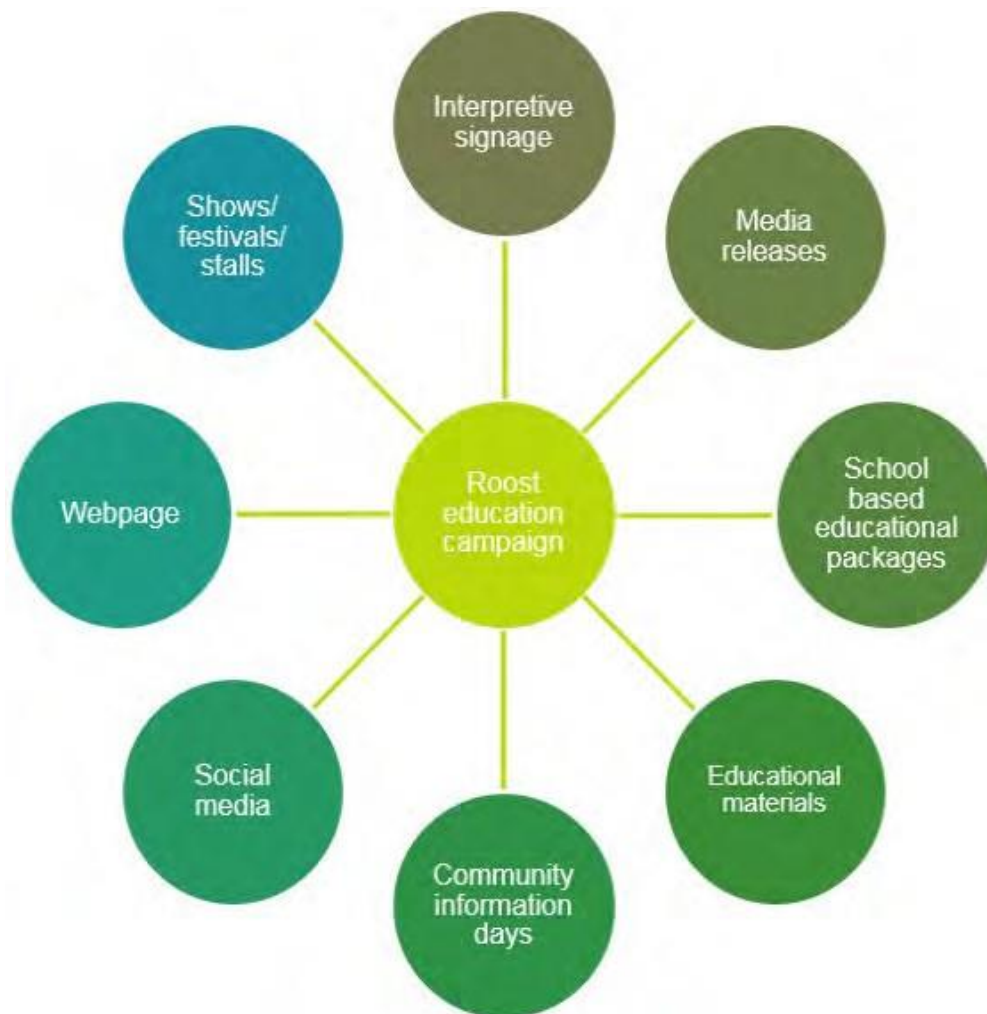 Interpretive
signage
Media
releases
School
based
educational
packages
Educational
materials
Community
information
days
Social
media
Webpage
Shows/
festivals/
stalls
Roost
education
campaign